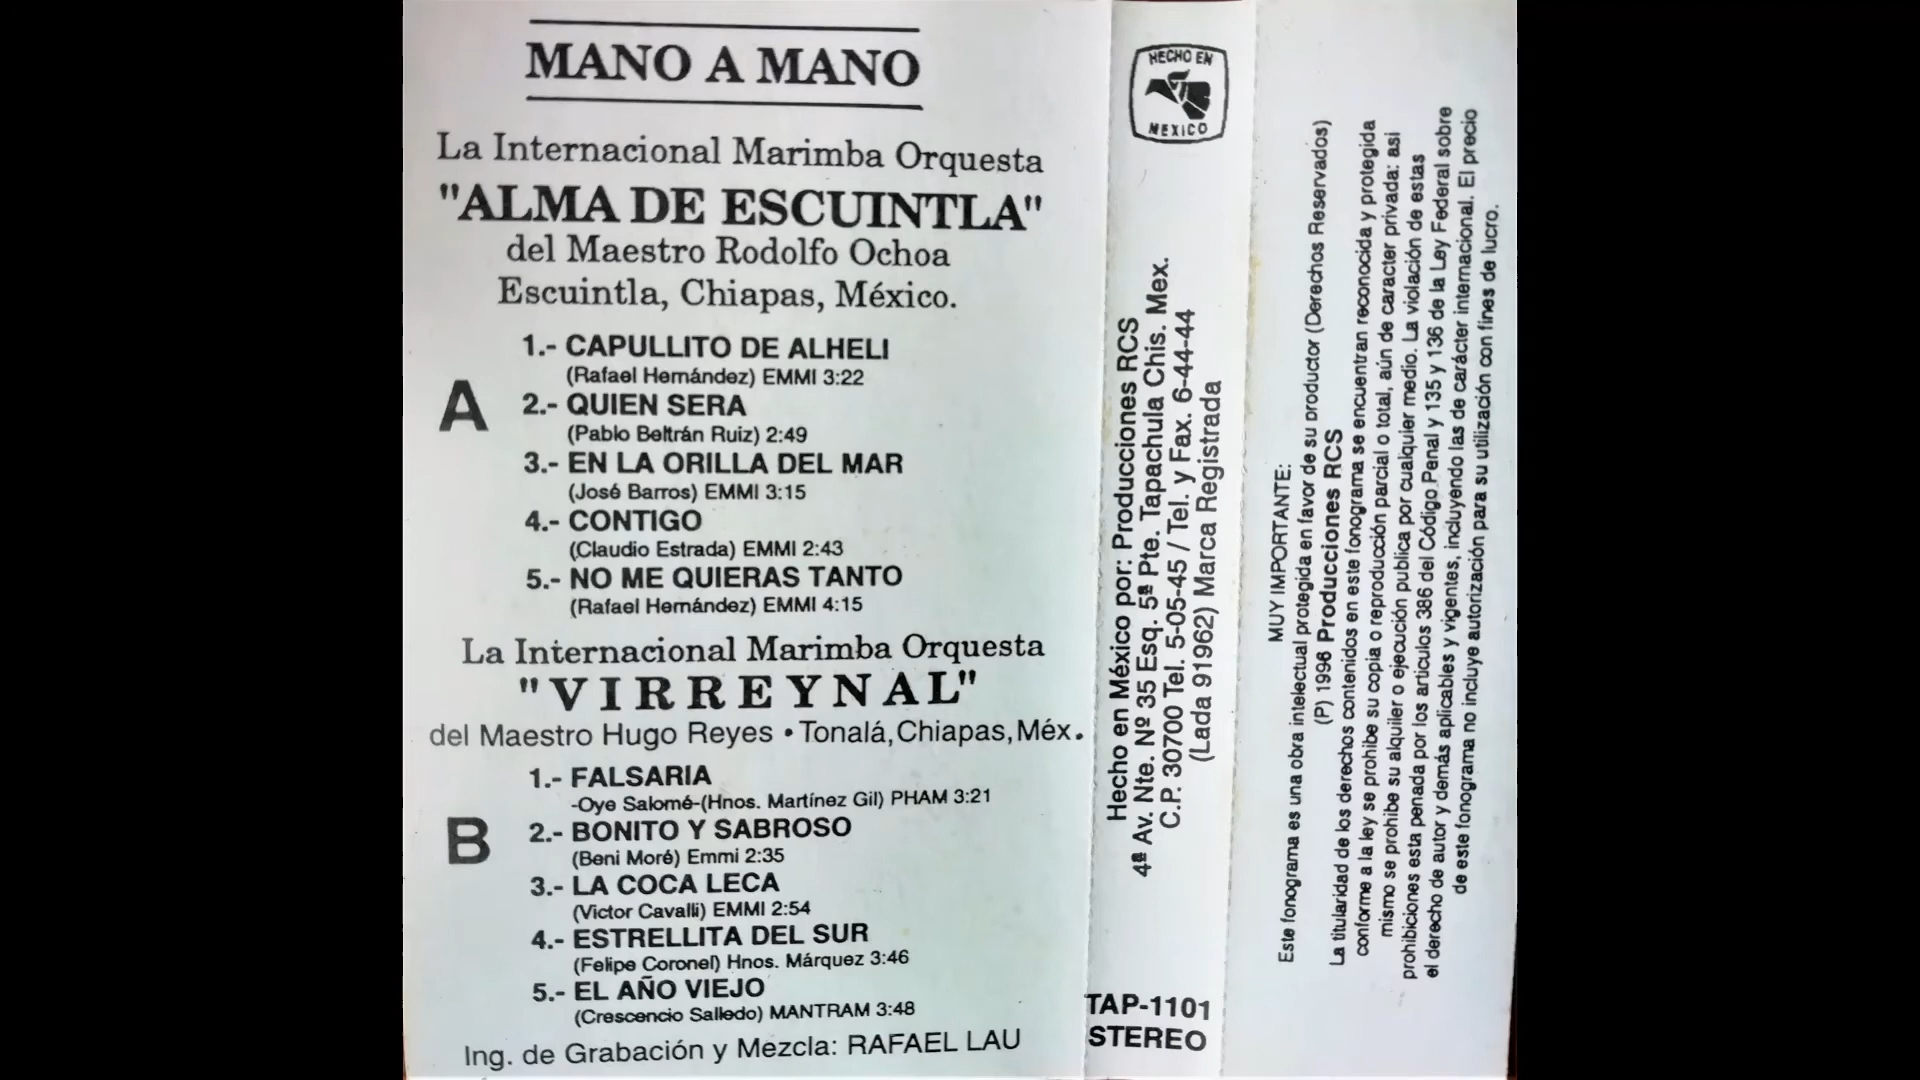 MANO A MANO
La Internacional Marimba Orquesta
"ALMA DE ESCUINTLA"
del Maestro Rodolfo Ochoa
Escuintla, Chiapas, México.
A
1.- CAPULLITO DE ALHELI
(Rafael Hernández) EMMI 3:22
2.- QUIEN SERA
(Pablo Beltrán Ruiz) 2:49
3.- EN LA ORILLA DEL MAR
(José Barros) EMMI 3:15
4.- CONTIGO
(Claudio Estrada) EMMI 2:43
5.- NO ME QUIERAS TANTO
(Rafael Hernández) EMMI 4:15
La Internacional Marimba Orquesta
"VIRREYNAL"
del Maestro Hugo Reyes • Tonalá, Chiapas, Méx.
B
1.- FALSARIA
-Oye Salomé-(Hnos. Martínez Gil) PHAM 3:21
2.- BONITO Y SABROSO
(Beni Moré) Emmi 2:35
3.- LA COCA LECA
(Victor Cavalli) EMMI 2:54
4.- ESTRELLITA DEL SUR
(Felipe Coronel) Hnos. Márquez 3:46
5.- EL AÑO VIEJO
(Crescencio Salledo) MANTRAM 3:48
Ing. de Grabación y Mezcla: RAFAEL LAU
HECHO EN
MEXICO
Hecho en México por: Producciones RCS
4ª Av. Nte. Nº 35 Esq. 5ª Pte. Tapachula Chis. Mex.
C.P. 30700 Tel. 5-05-45 / Tel. y Fax. 6-44-44
(Lada 91962) Marca Registrada
TAP-1101
STEREO
MUY IMPORTANTE:
Este fonograma es una obra intelectual protegida en favor de su productor (Derechos Reservados)
(P) 1996 Producciones RCS
La titularidad de los derechos contenidos en este fonograma se encuentran reconocida y protegida
conforme a la ley se prohibe su copia o reproducción parcial o total, aún de caracter privada: asi
mismo se prohibe su alquiler o ejecución publica por cualquier medio. La violación de estas
prohibiciones esta penada por los articulos 386 del Código Penal y 135 y 136 de la Ley Federal sobre
el derecho de autor y demás aplicables y vigentes, incluyendo las de carácter internacional. El precio
de este fonograma no incluye autorización para su utilización con fines de lucro.